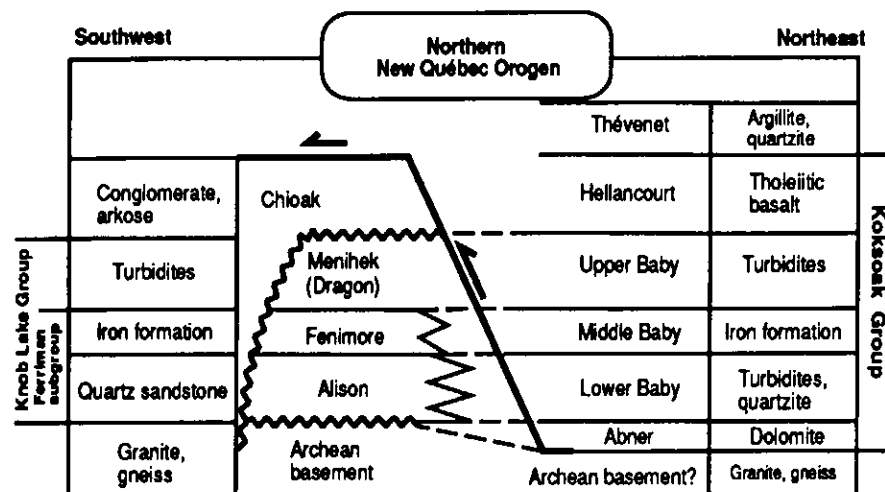 Southwest
Northern
New Québec Orogen
Northeast
Thévenet
Argillite,
quartzite
Conglomerate,
arkose
Chioak
Hellancourt
Tholeiitic
basalt
Turbidites
Menihek
(Dragon)
Upper Baby
Turbidites
Iron formation
Fenimore
Middle Baby
Iron formation
Quartz sandstone
Alison
Lower Baby
Turbidites,
quartzite
Abner
Dolomite
Granite,
gneiss
Archean
basement
Archean basement?
Granite, gneiss
Knob Lake Group
Ferriman
subgroup
Koksoak Group